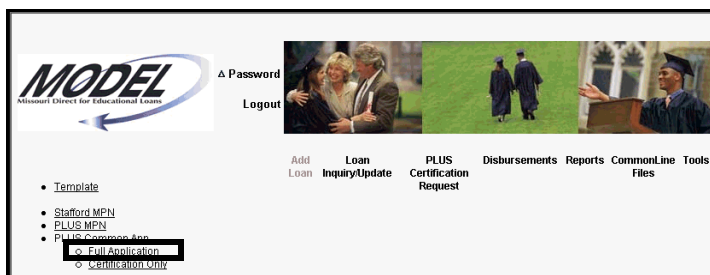 MODEL
Missouri Direct for Educational Loans
Δ Password
Logout
Add Loan
Loan Inquiry/Update
PLUS Certification Request
Disbursements
Reports
CommonLine Files
Tools
• Template
• Stafford MPN
• PLUS MPN
• PLUS Common App
○ Full Application
○ Certification Only